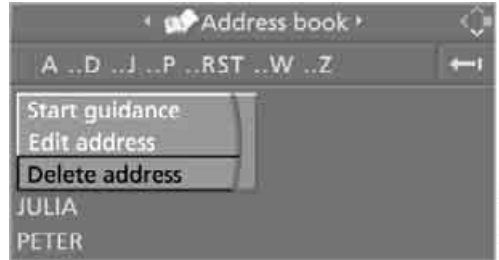 Address book
A ..D ..J ..P ..RST ..W ..Z
Start guidance
Edit address
Delete address
JULIA
PETER